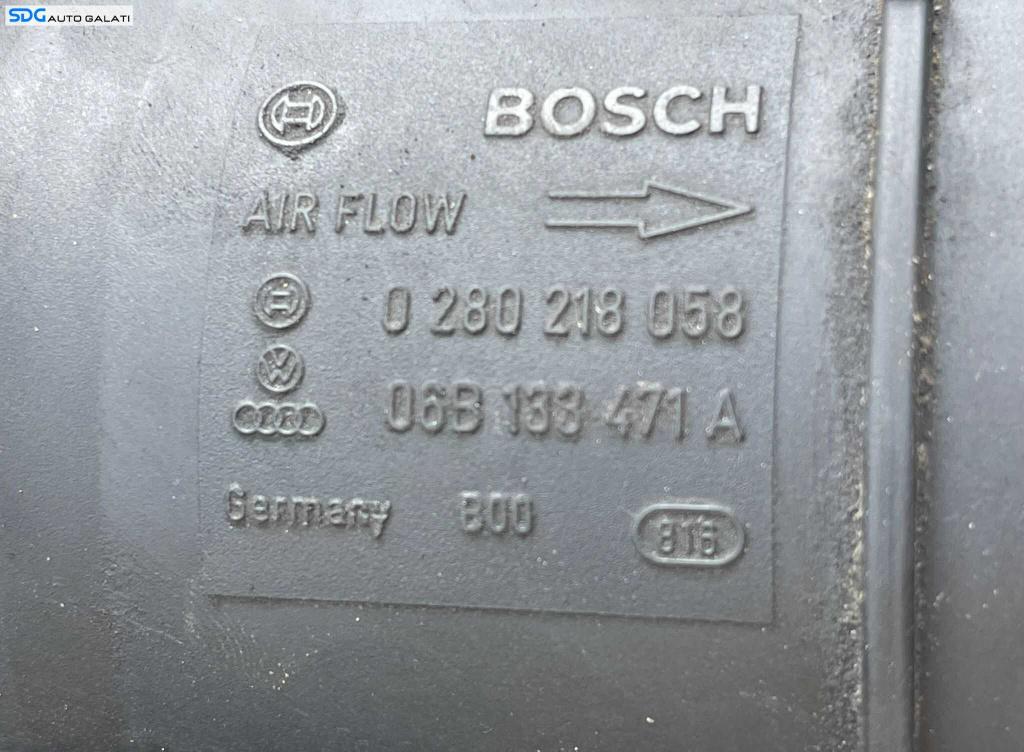 SDG AUTO GALATI
BOSCH
AIR FLOW
0 280 218 058
06B 133 471 A
Germany B00 816